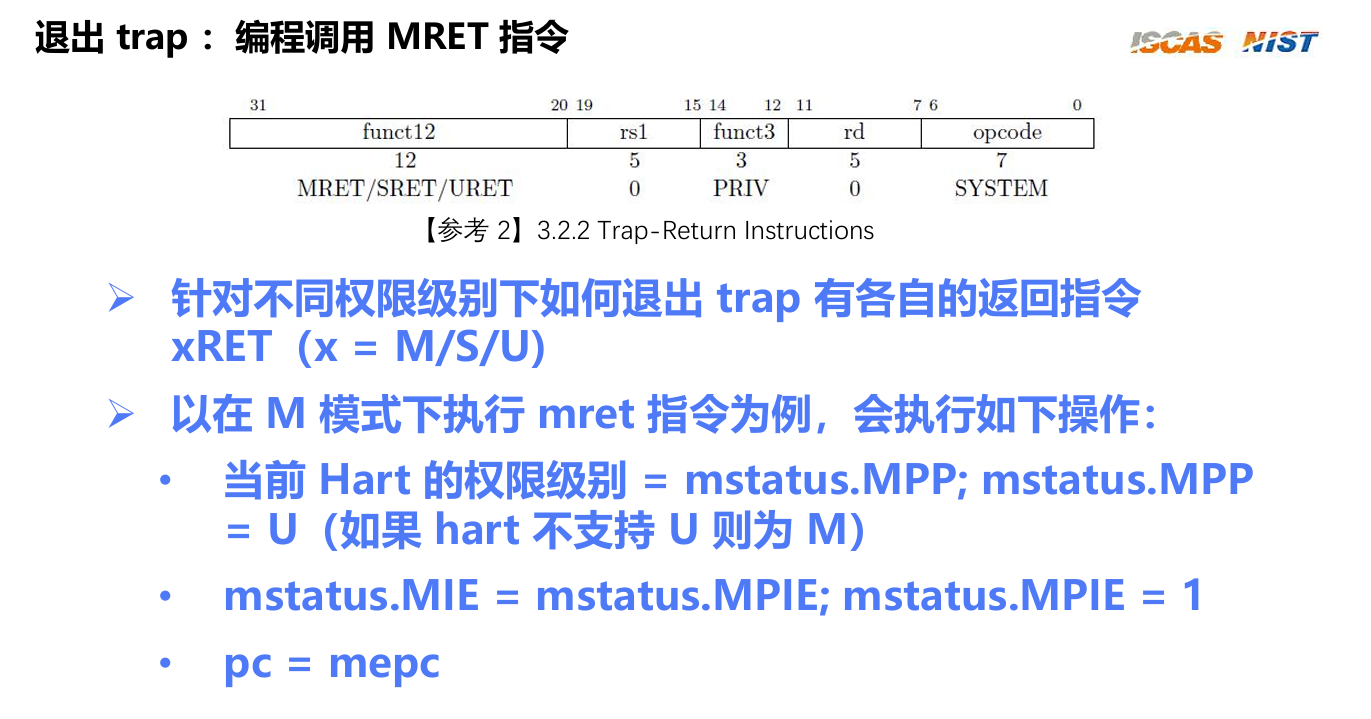 退出 trap ： 编程调用 MRET 指令
ISCAS NIST
31 20 19 15 14 12 11 7 6 0
funct12 rs1 funct3 rd opcode
12 5 3 5 7
MRET/SRET/URET 0 PRIV 0 SYSTEM
【参考 2】3.2.2 Trap-Return Instructions
➢ 针对不同权限级别下如何退出 trap 有各自的返回指令
xRET（x = M/S/U）
➢ 以在 M 模式下执行 mret 指令为例，会执行如下操作：
• 当前 Hart 的权限级别 = mstatus.MPP; mstatus.MPP
= U（如果 hart 不支持 U 则为 M）
• mstatus.MIE = mstatus.MPIE; mstatus.MPIE = 1
• pc = mepc